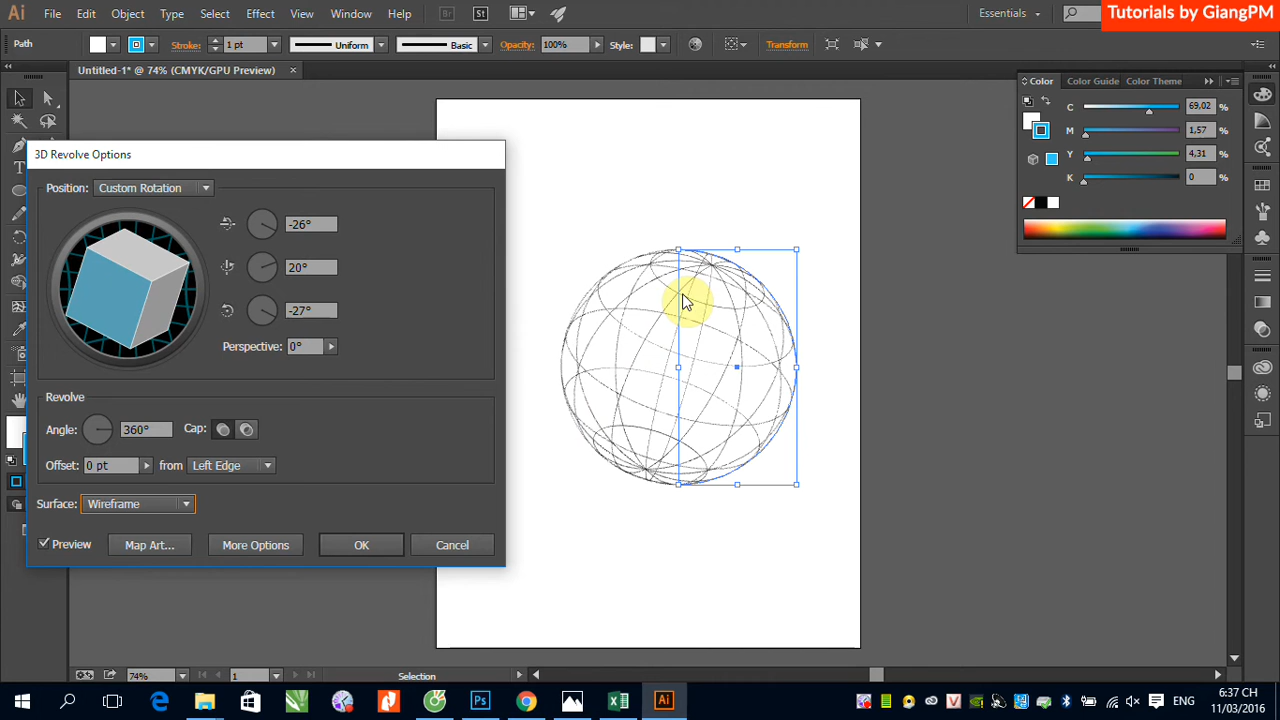 Ai File Edit Object Type Select Effect View Window Help Br St Essentials Tutorials by GiangPM
Path Stroke: 1 pt Uniform Basic Opacity: 100% Style: Transform
Untitled-1* @ 74% (CMYK/GPU Preview) ×
Color Color Guide Color Theme
C 69,02 %
M 1,57 %
Y 4,31 %
K 0 %
3D Revolve Options
Position: Custom Rotation
-26°
20°
-27°
Perspective: 0°
Revolve
Angle: 360° Cap:
Offset: 0 pt from Left Edge
Surface: Wireframe
Preview Map Art... More Options OK Cancel
74% 1 Selection
Ps Ai ENG 6:37 CH
11/03/2016